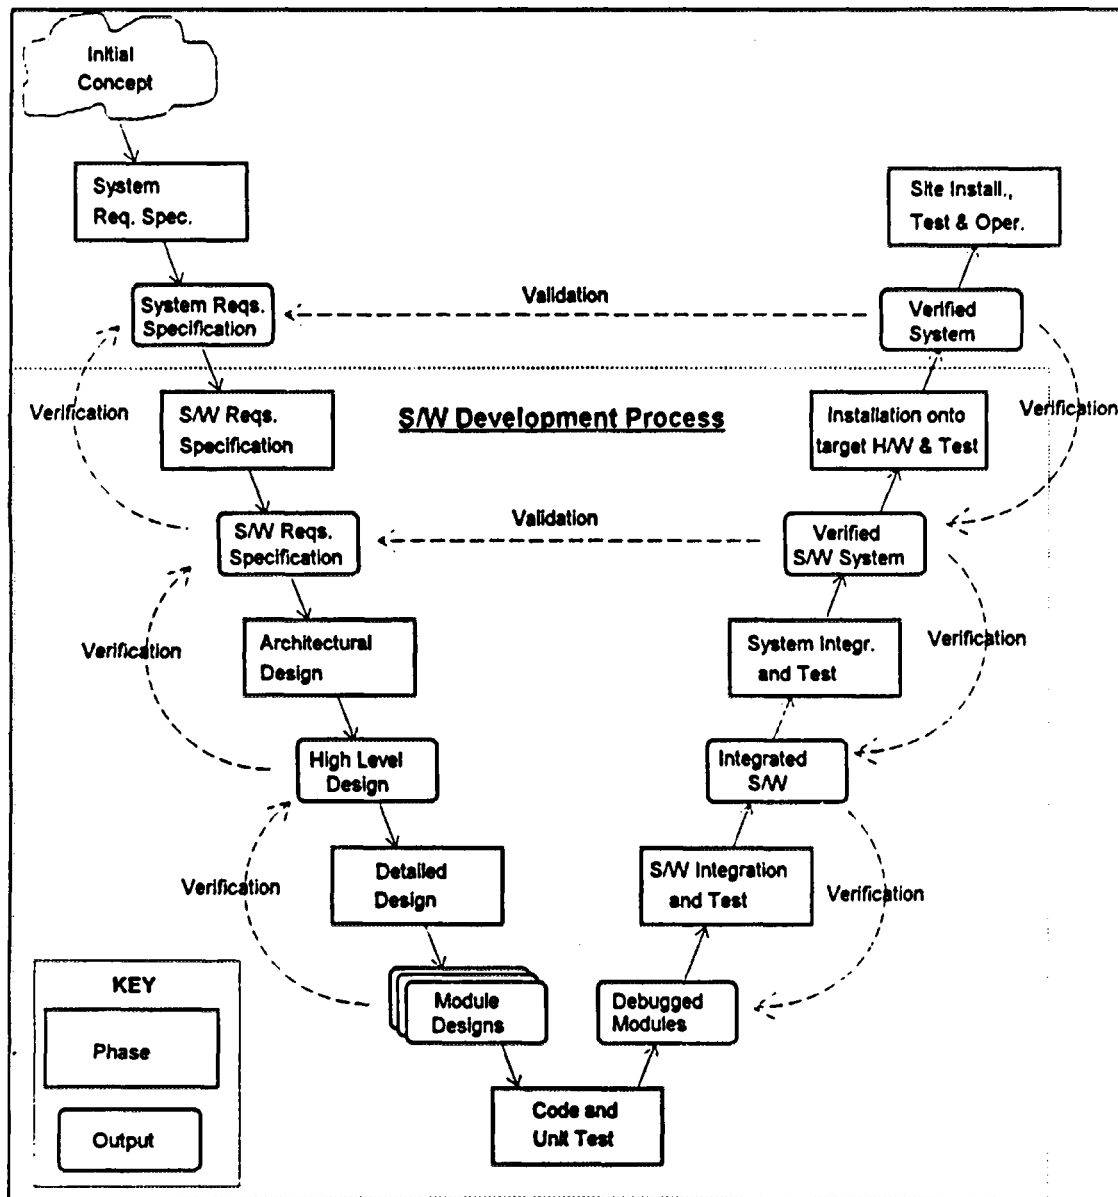 Initial
Concept
System
Req. Spec.
Site Install.,
Test & Oper.
System Reqs.
Specification
Validation
Verified
System
Verification
S/W Reqs.
Specification
S/W Development Process
Installation onto
target H/W & Test
Verification
S/W Reqs.
Specification
Validation
Verified
S/W System
Verification
Architectural
Design
System Integr.
and Test
Verification
High Level
Design
Integrated
S/W
Verification
Detailed
Design
S/W Integration
and Test
Verification
KEY
Phase
Output
Module
Designs
Debugged
Modules
Code and
Unit Test